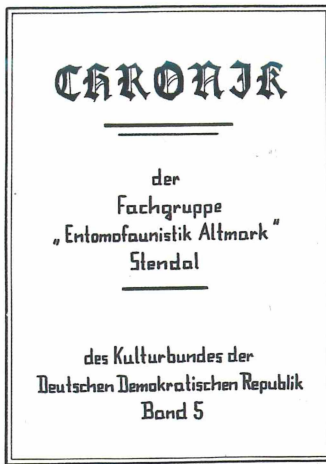 CHRONIK
der
Fachgruppe
„Entomofaunistik Altmark"
Stendal
des Kulturbundes der
Deutschen Demokratischen Republik
Band 5